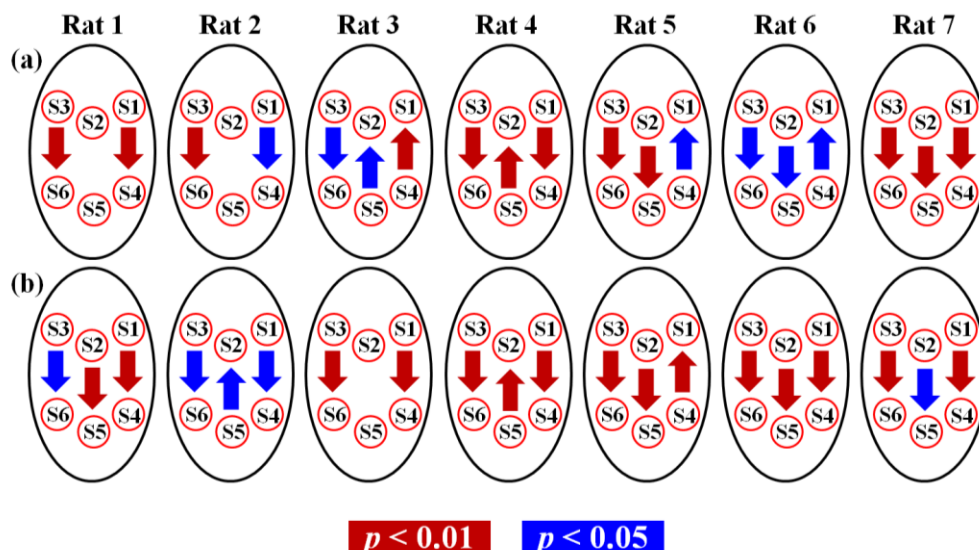 Rat 1 Rat 2 Rat 3 Rat 4 Rat 5 Rat 6 Rat 7
(a)
S3 S1 S3 S1 S3 S1 S3 S1 S3 S1 S3 S1 S3 S1
S2 S2 S2 S2 S2 S2 S2
S6 S4 S6 S4 S6 S4 S6 S4 S6 S4 S6 S4 S6 S4
S5 S5 S5 S5 S5 S5 S5
(b)
S3 S1 S3 S1 S3 S1 S3 S1 S3 S1 S3 S1 S3 S1
S2 S2 S2 S2 S2 S2 S2
S6 S4 S6 S4 S6 S4 S6 S4 S6 S4 S6 S4 S6 S4
S5 S5 S5 S5 S5 S5 S5
p < 0.01 p < 0.05